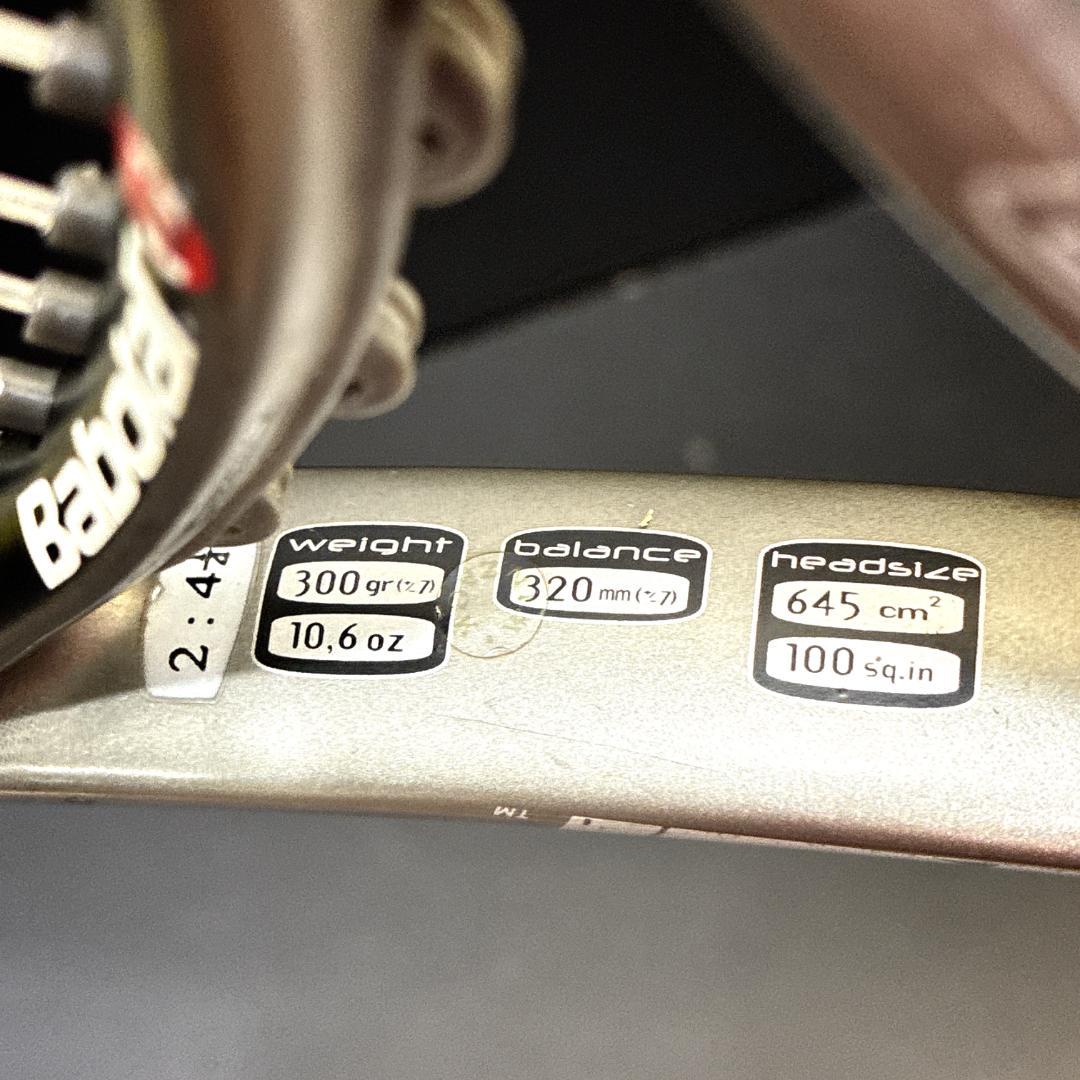 Babola
weight
300 gr (± 7)
10,6 oz
balance
320 mm (± 7)
headsize
645 cm²
100 sq.in
2 : 4
TM